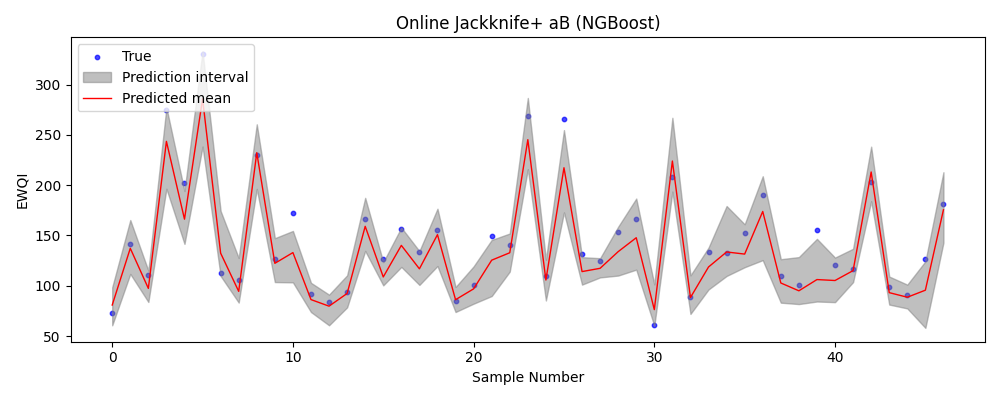 Online Jackknife+ aB (NGBoost)
True
Prediction interval
Predicted mean
EWQI
300
250
200
150
100
50
0
10
20
30
40
Sample Number